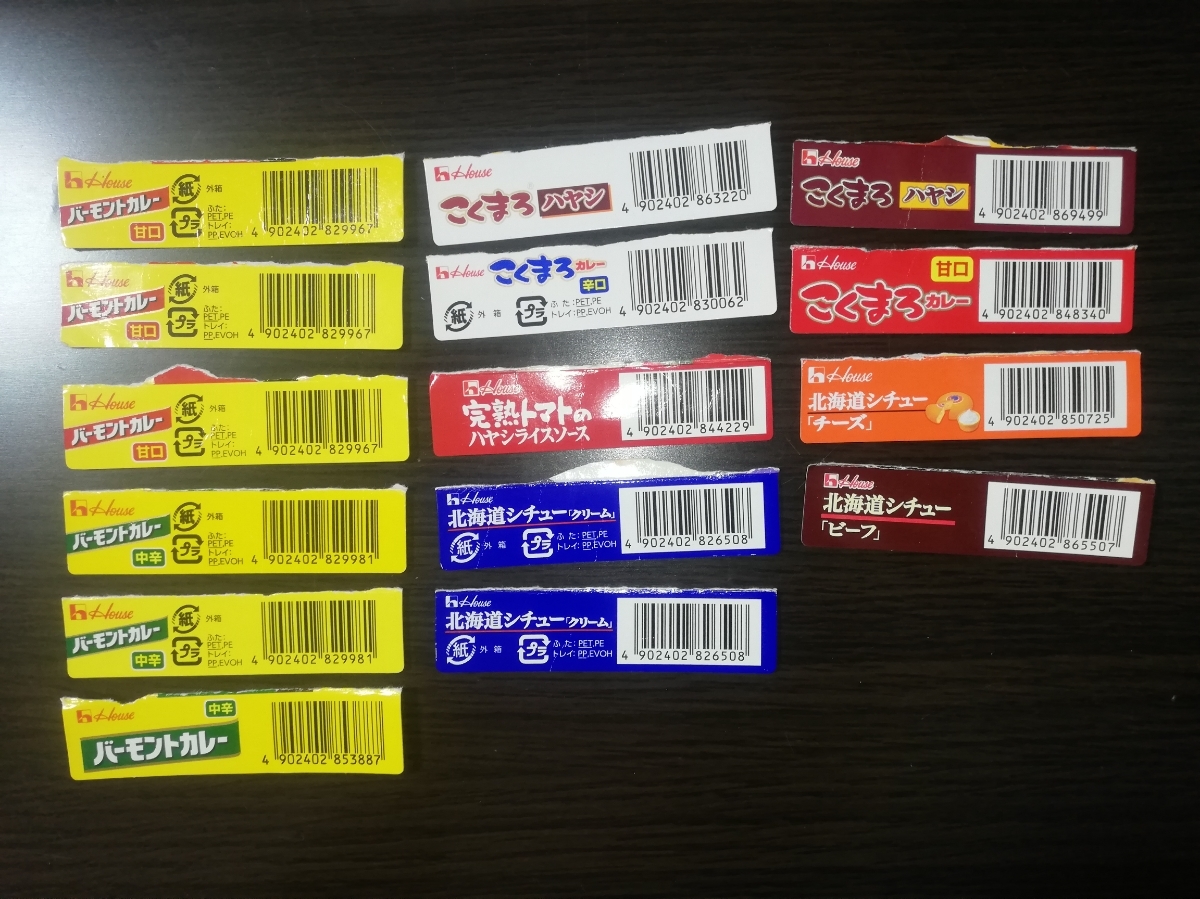 House
バーモントカレー
甘口
紙 外箱
プラ ふた:
PET,PE
トレイ:
PP,EVOH
4 902402 829967
House
バーモントカレー
甘口
紙 外箱
プラ ふた:
PET,PE
トレイ:
PP,EVOH
4 902402 829967
House
バーモントカレー
甘口
紙 外箱
プラ ふた:
PET,PE
トレイ:
PP,EVOH
4 902402 829967
House
バーモントカレー
中辛
紙 外箱
プラ ふた:
PET,PE
トレイ:
PP,EVOH
4 902402 829981
House
バーモントカレー
中辛
紙 外箱
プラ ふた:
PET,PE
トレイ:
PP,EVOH
4 902402 829981
House
中辛
バーモントカレー
4 902402 853887
House
こくまろ ハヤシ
4 902402 863220
House こくまろ カレー
辛口
紙 外箱 プラ ふた:PET,PE
トレイ:PP,EVOH
4 902402 830062
House
完熟トマトの
ハヤシライスソース
4 902402 844229
House
北海道シチュー「クリーム」
紙 外箱 プラ ふた:PET,PE
トレイ:PP,EVOH
4 902402 826508
House
北海道シチュー「クリーム」
紙 外箱 プラ ふた:PET,PE
トレイ:PP,EVOH
4 902402 826508
House
こくまろ ハヤシ
4 902402 869499
House
甘口
こくまろカレー
4 902402 848340
House
北海道シチュー
「チーズ」
4 902402 850725
House
北海道シチュー
「ビーフ」
4 902402 865507